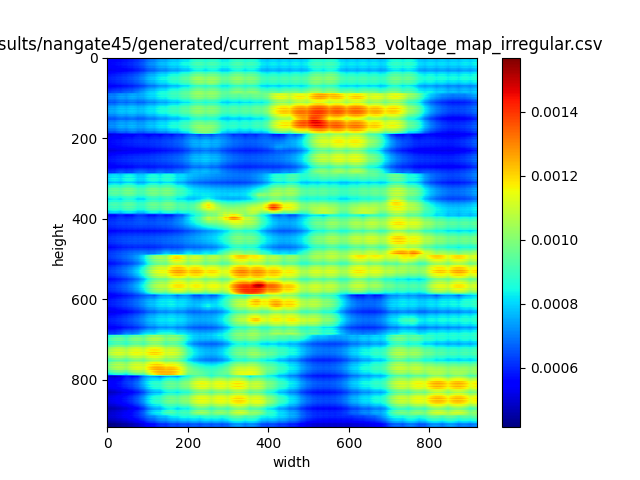 sults/nangate45/generated/current_map1583_voltage_map_irregular.csv
0
200
400
600
800
height
0 200 400 600 800
width
0.0014
0.0012
0.0010
0.0008
0.0006